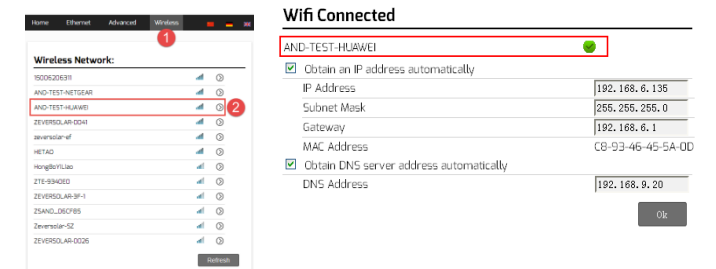 Home Ethernet Advanced Wireless
1
Wireless Network:
15006206311
AND-TEST-NETGEAR
AND-TEST-HUAWEI
2
ZEVERSOLAR-0041
zeversolar-ef
HETAO
HongBoYiLiao
ZTE-9340E0
ZEVERSOLAR-3F-1
ZSAND_D6CFB5
Zeversolar-SZ
ZEVERSOLAR-0026
Refresh
Wifi Connected
AND-TEST-HUAWEI
Obtain an IP address automatically
IP Address 192.168.6.135
Subnet Mask 255.255.255.0
Gateway 192.168.6.1
MAC Address C8-93-46-45-5A-0D
Obtain DNS server address automatically
DNS Address 192.168.9.20
Ok